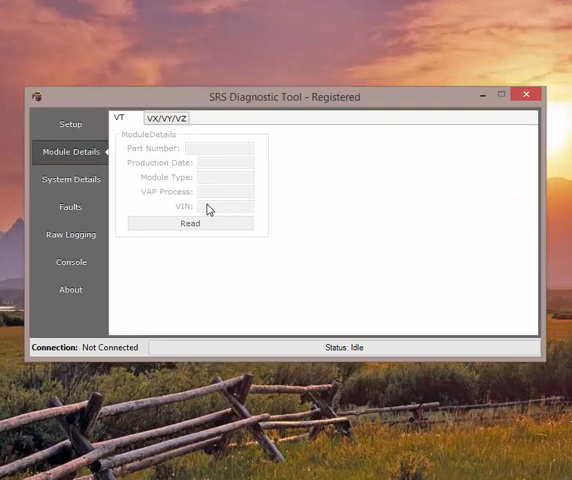 SRS Diagnostic Tool - Registered
Setup
Module Details
System Details
Faults
Raw Logging
Console
About
VT VX/VY/VZ
ModuleDetails
Part Number:
Production Date:
Module Type:
VAP Process:
VIN:
Read
Connection: Not Connected Status: Idle